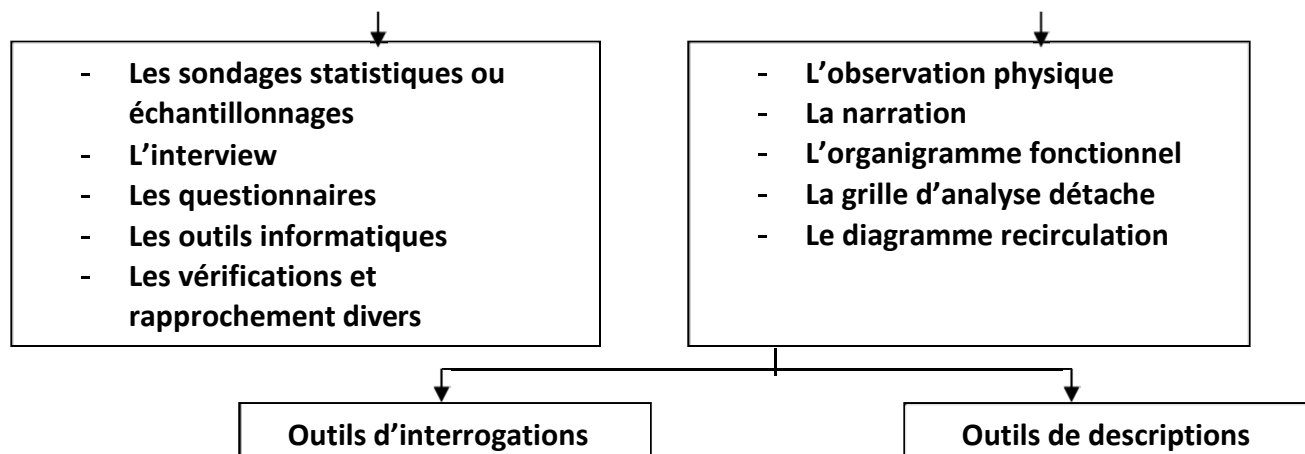 - Les sondages statistiques ou
échantillonnages
- L’interview
- Les questionnaires
- Les outils informatiques
- Les vérifications et
rapprochement divers
- L’observation physique
- La narration
- L’organigramme fonctionnel
- La grille d’analyse détache
- Le diagramme recirculation
Outils d’interrogations
Outils de descriptions